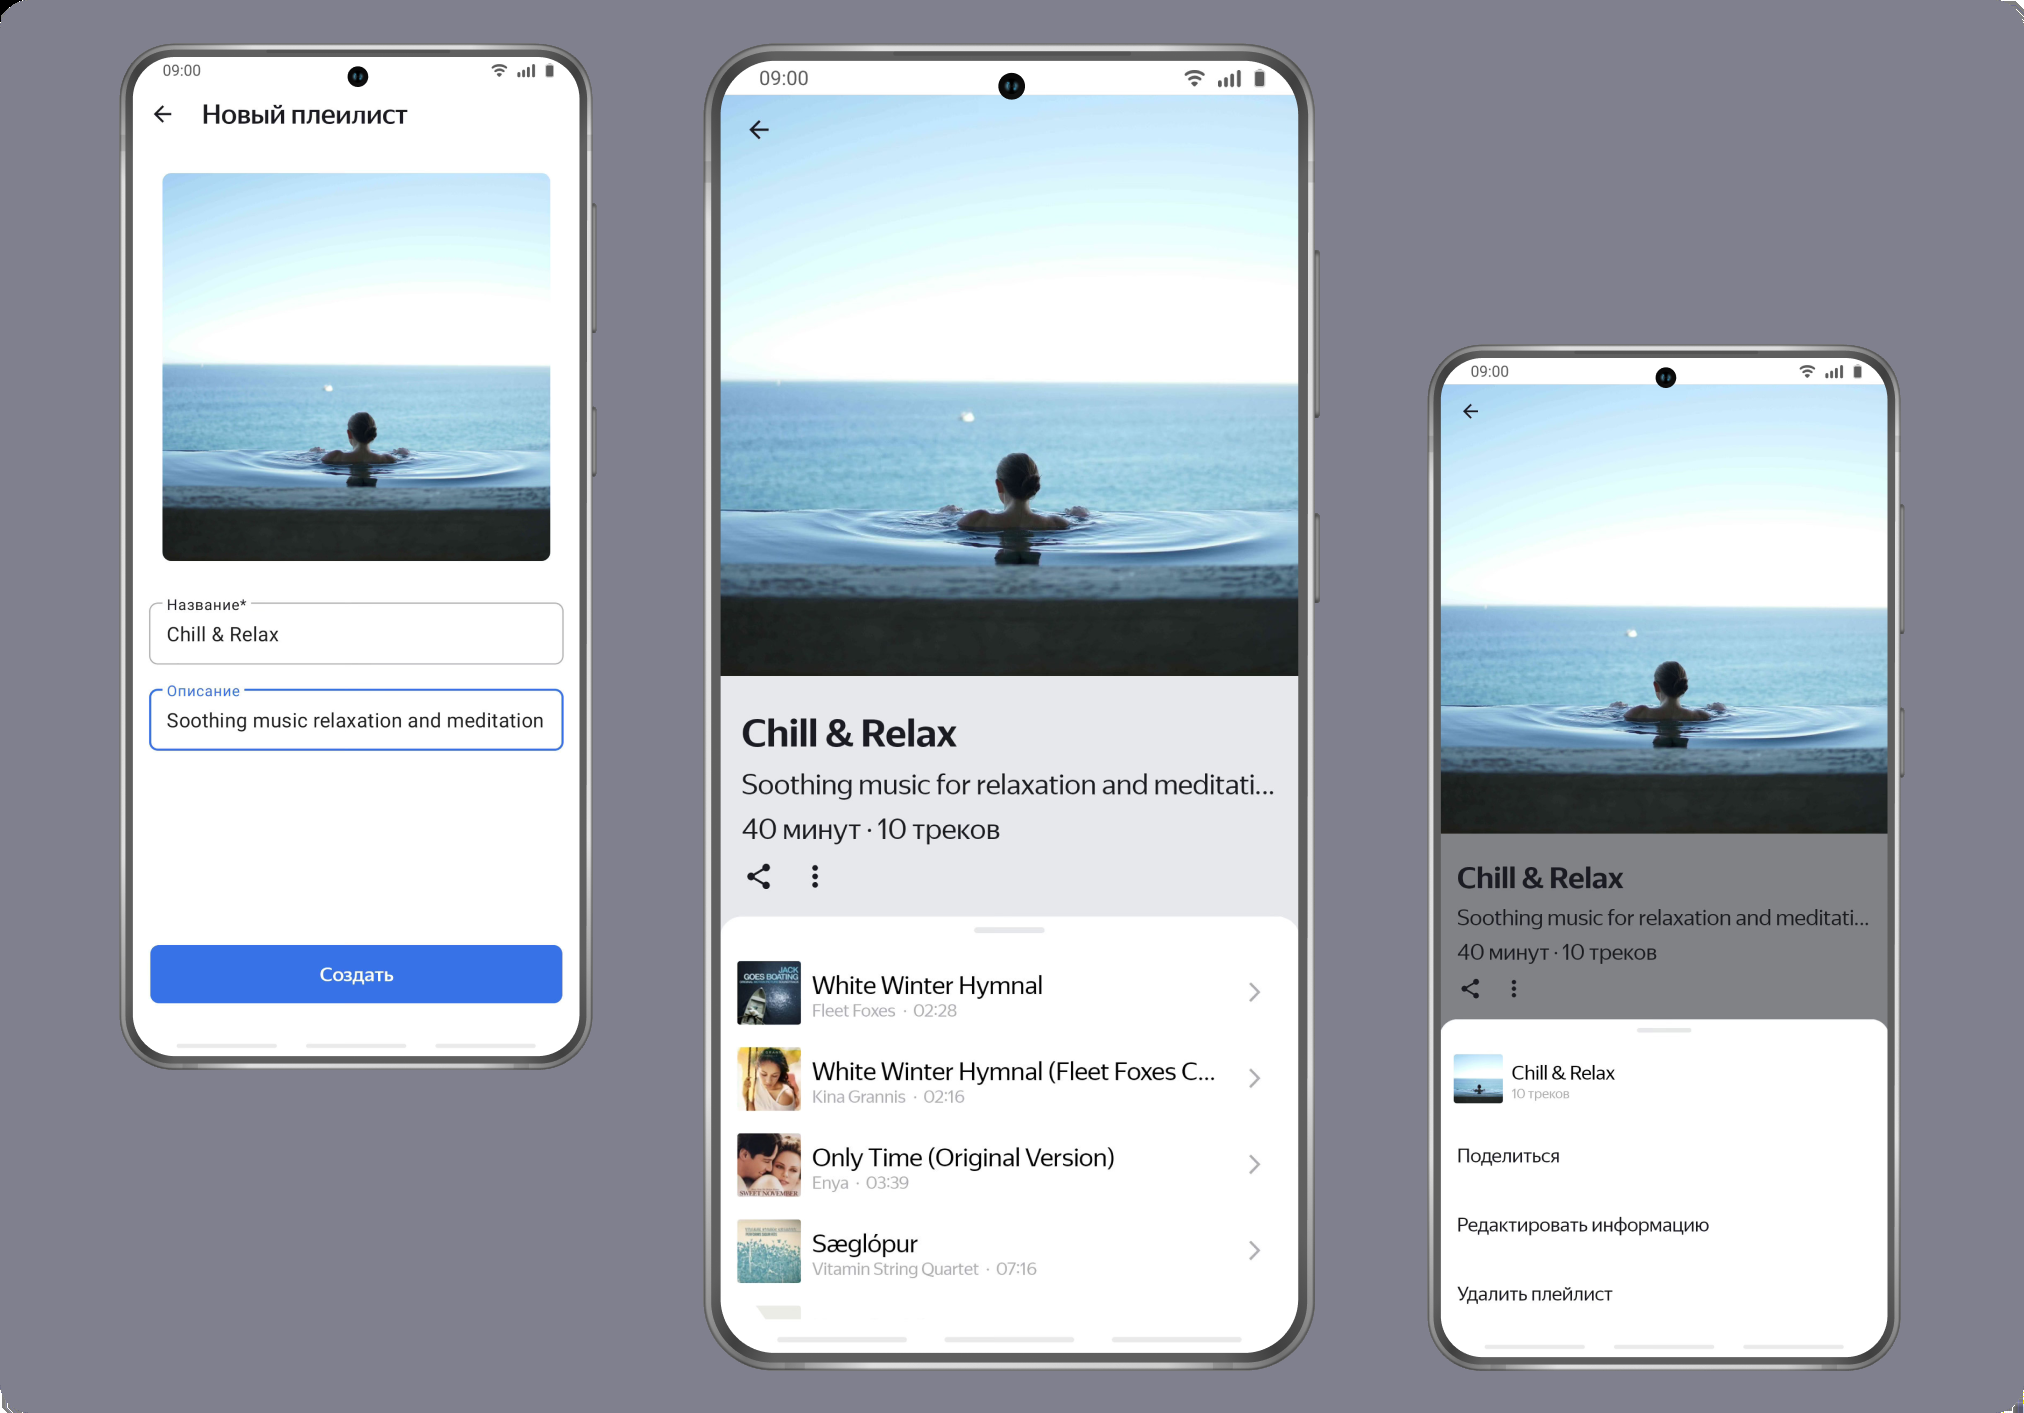 09:00
Новый плеилист
Название*
Chill & Relax
Описание
Soothing music relaxation and meditation
Создать
09:00
Chill & Relax
Soothing music for relaxation and meditati...
40 минут · 10 треков
JACK
GOES BOATING
White Winter Hymnal
Fleet Foxes · 02:28
White Winter Hymnal (Fleet Foxes C...
Kina Grannis · 02:16
SWEET NOVEMBER
Only Time (Original Version)
Enya · 03:39
Sæglópur
Vitamin String Quartet · 07:16
09:00
Chill & Relax
Soothing music for relaxation and meditati...
40 минут · 10 треков
Chill & Relax
10 треков
Поделиться
Редактировать информацию
Удалить плейлист